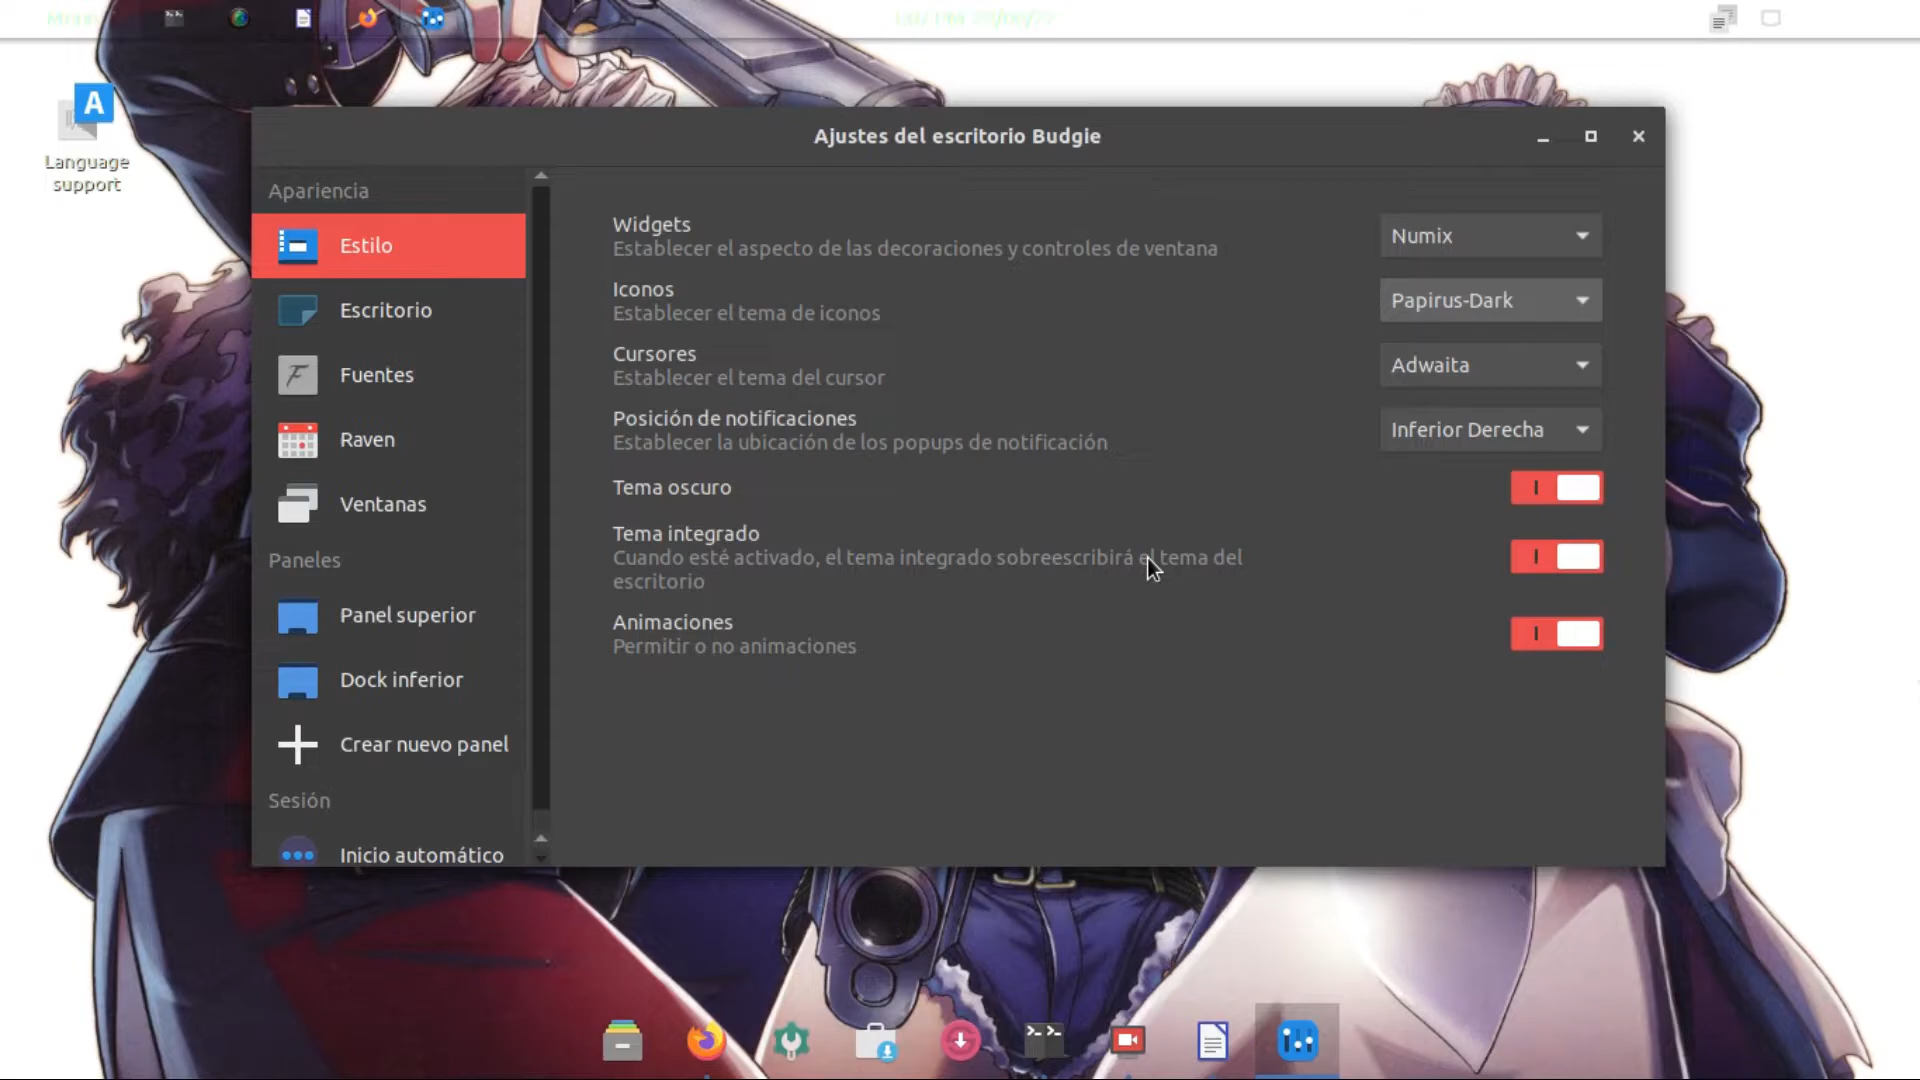 Menú
Language
support
Ajustes del escritorio Budgie
Apariencia
Estilo
Escritorio
Fuentes
Raven
Ventanas
Paneles
Panel superior
Dock inferior
Crear nuevo panel
Sesión
Inicio automático
Widgets
Establecer el aspecto de las decoraciones y controles de ventana
Numix
Iconos
Establecer el tema de iconos
Papirus-Dark
Cursores
Establecer el tema del cursor
Adwaita
Posición de notificaciones
Establecer la ubicación de los popups de notificación
Inferior Derecha
Tema oscuro
Tema integrado
Cuando esté activado, el tema integrado sobreescribirá el tema del
escritorio
Animaciones
Permitir o no animaciones